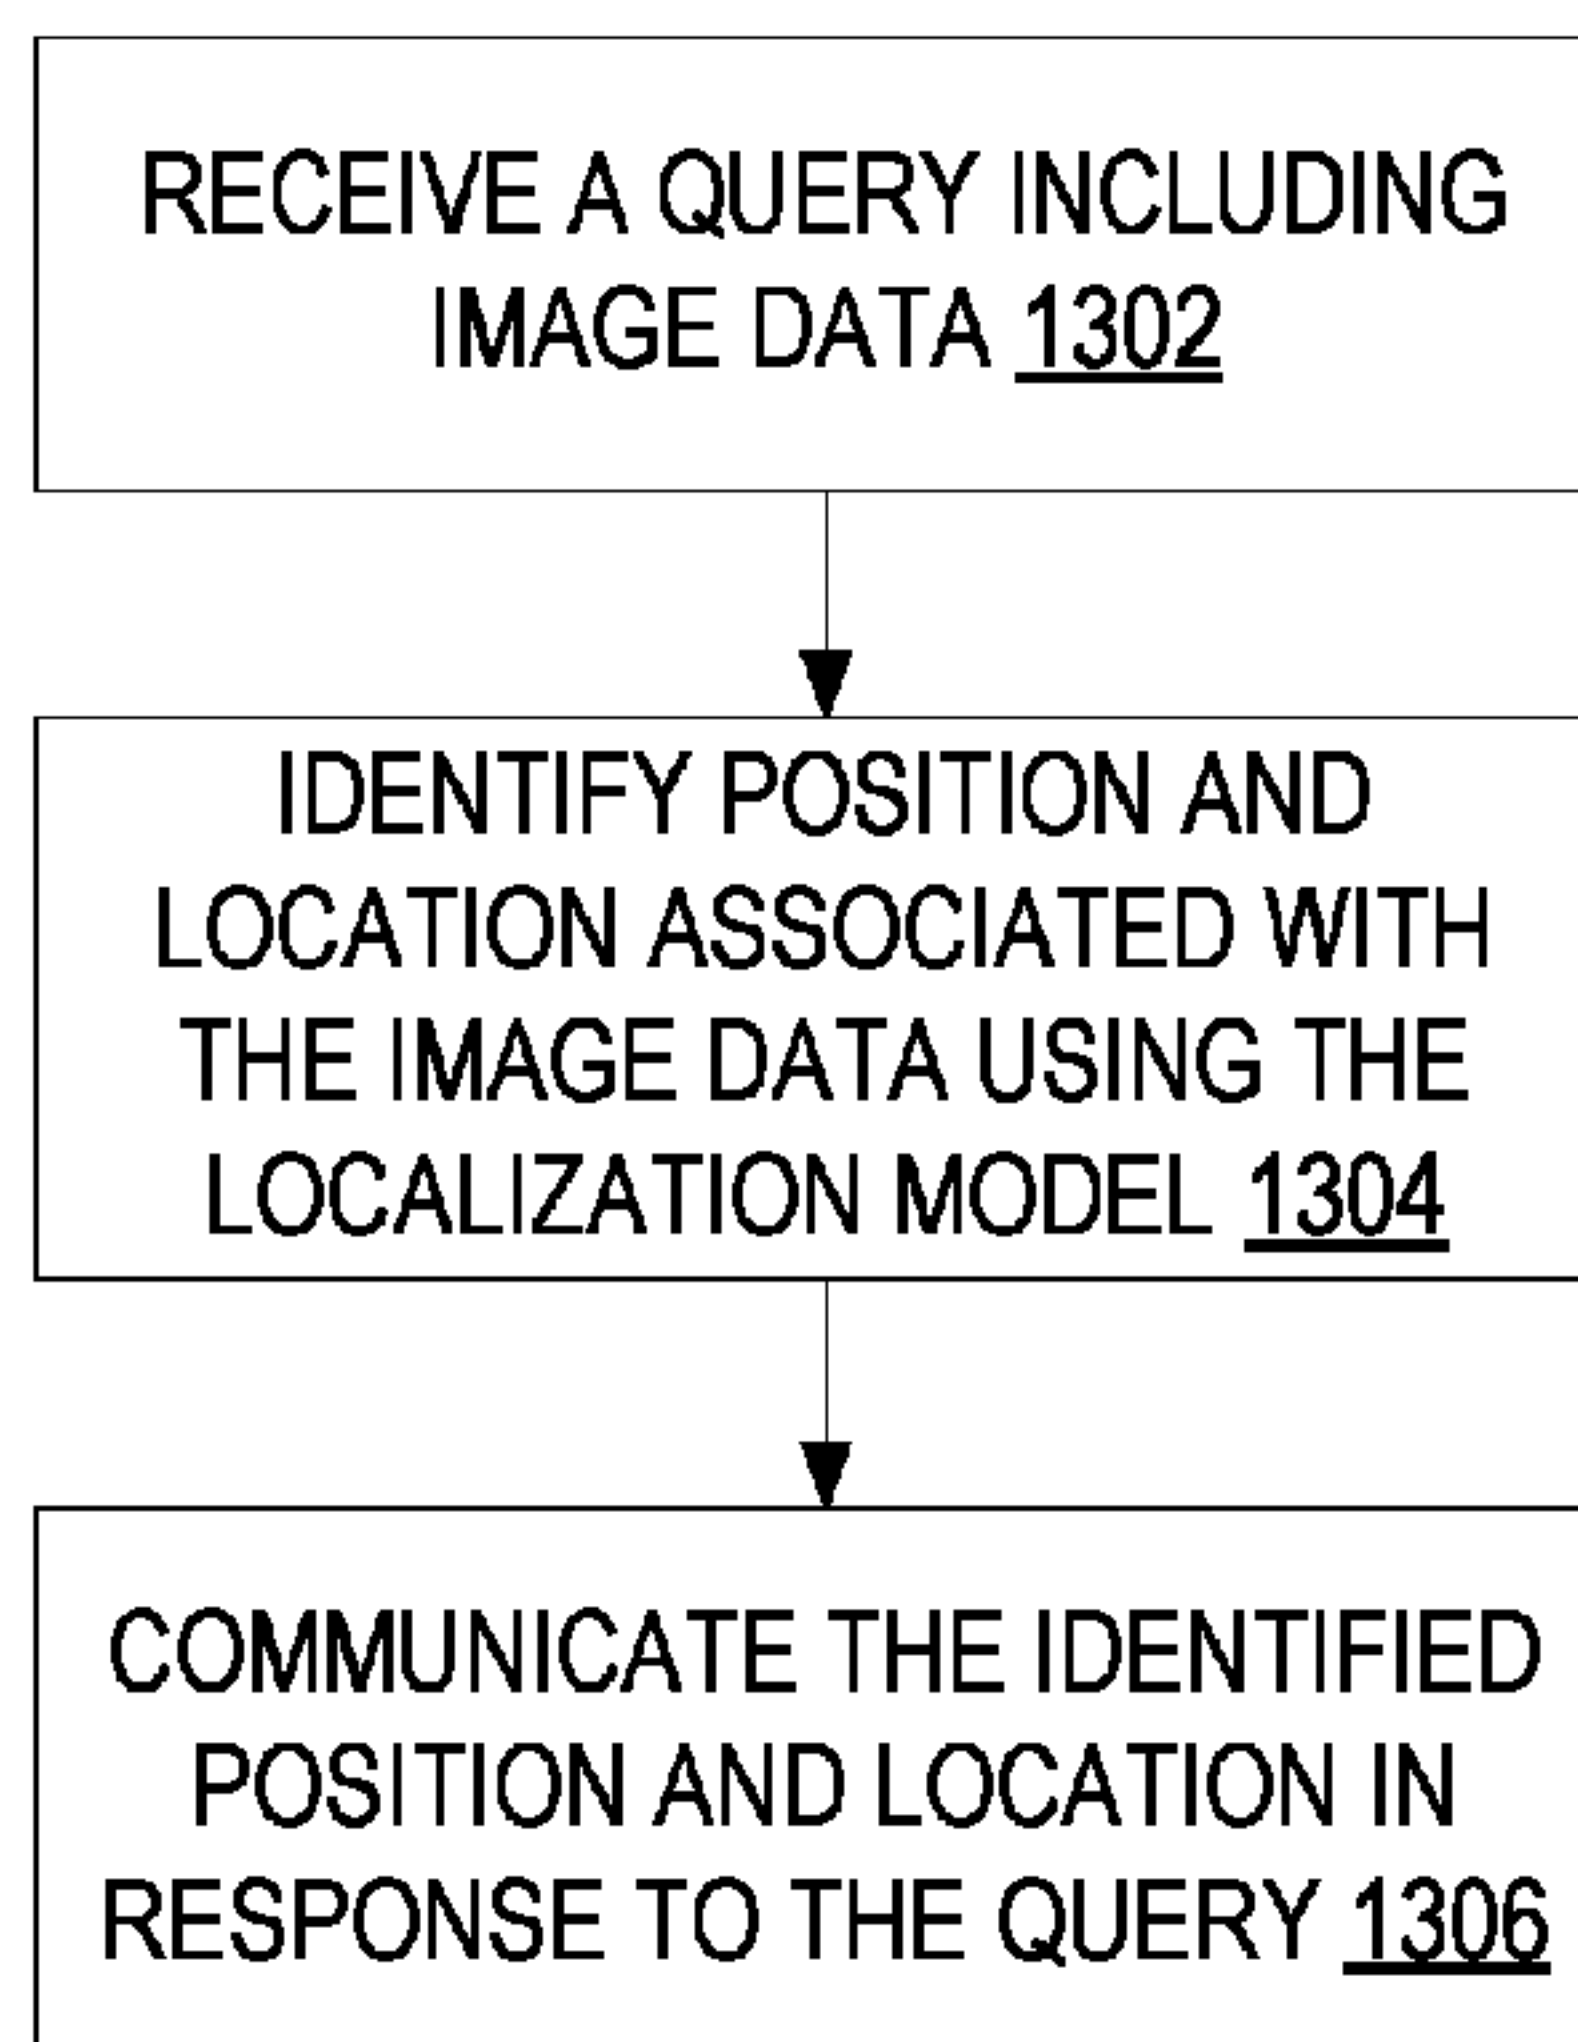 RECEIVE A QUERY INCLUDING
IMAGE DATA 1302
IDENTIFY POSITION AND
LOCATION ASSOCIATED WITH
THE IMAGE DATA USING THE
LOCALIZATION MODEL 1304
COMMUNICATE THE IDENTIFIED
POSITION AND LOCATION IN
RESPONSE TO THE QUERY 1306